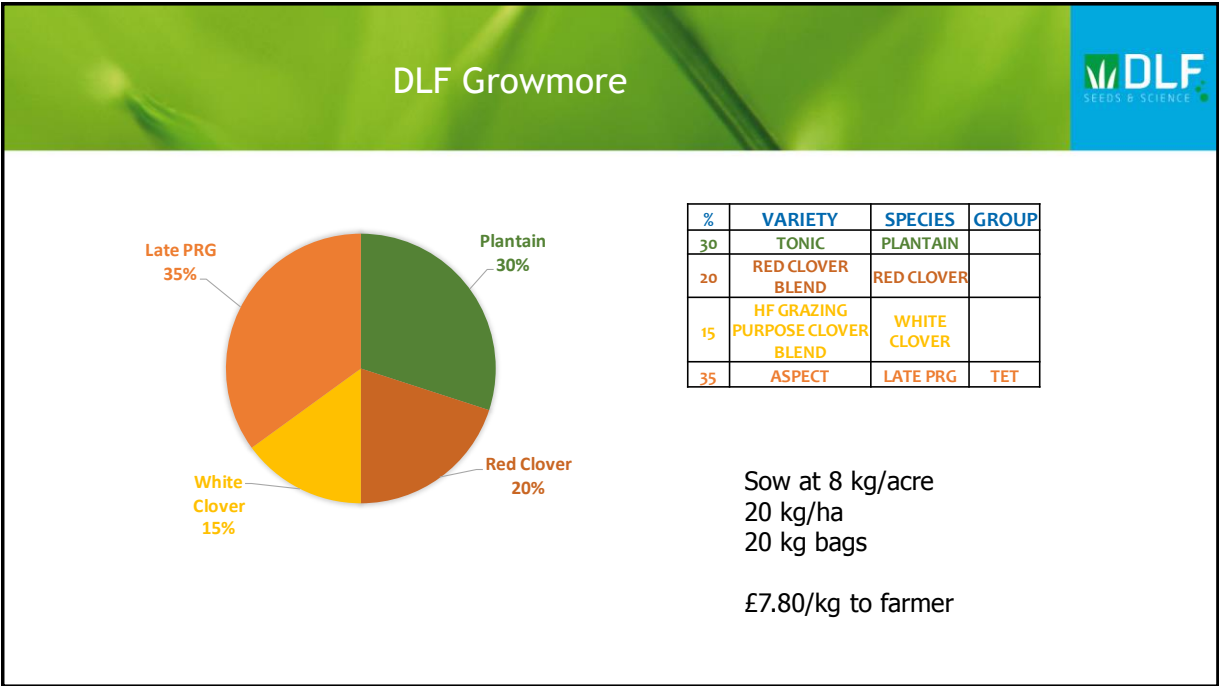 DLF Growmore
DLF
SEEDS & SCIENCE
Late PRG
35%
Plantain
30%
Red Clover
20%
White
Clover
15%
% VARIETY SPECIES GROUP
30 TONIC PLANTAIN
20 RED CLOVER BLEND RED CLOVER
15 HF GRAZING PURPOSE CLOVER BLEND WHITE CLOVER
35 ASPECT LATE PRG TET
Sow at 8 kg/acre
20 kg/ha
20 kg bags
£7.80/kg to farmer